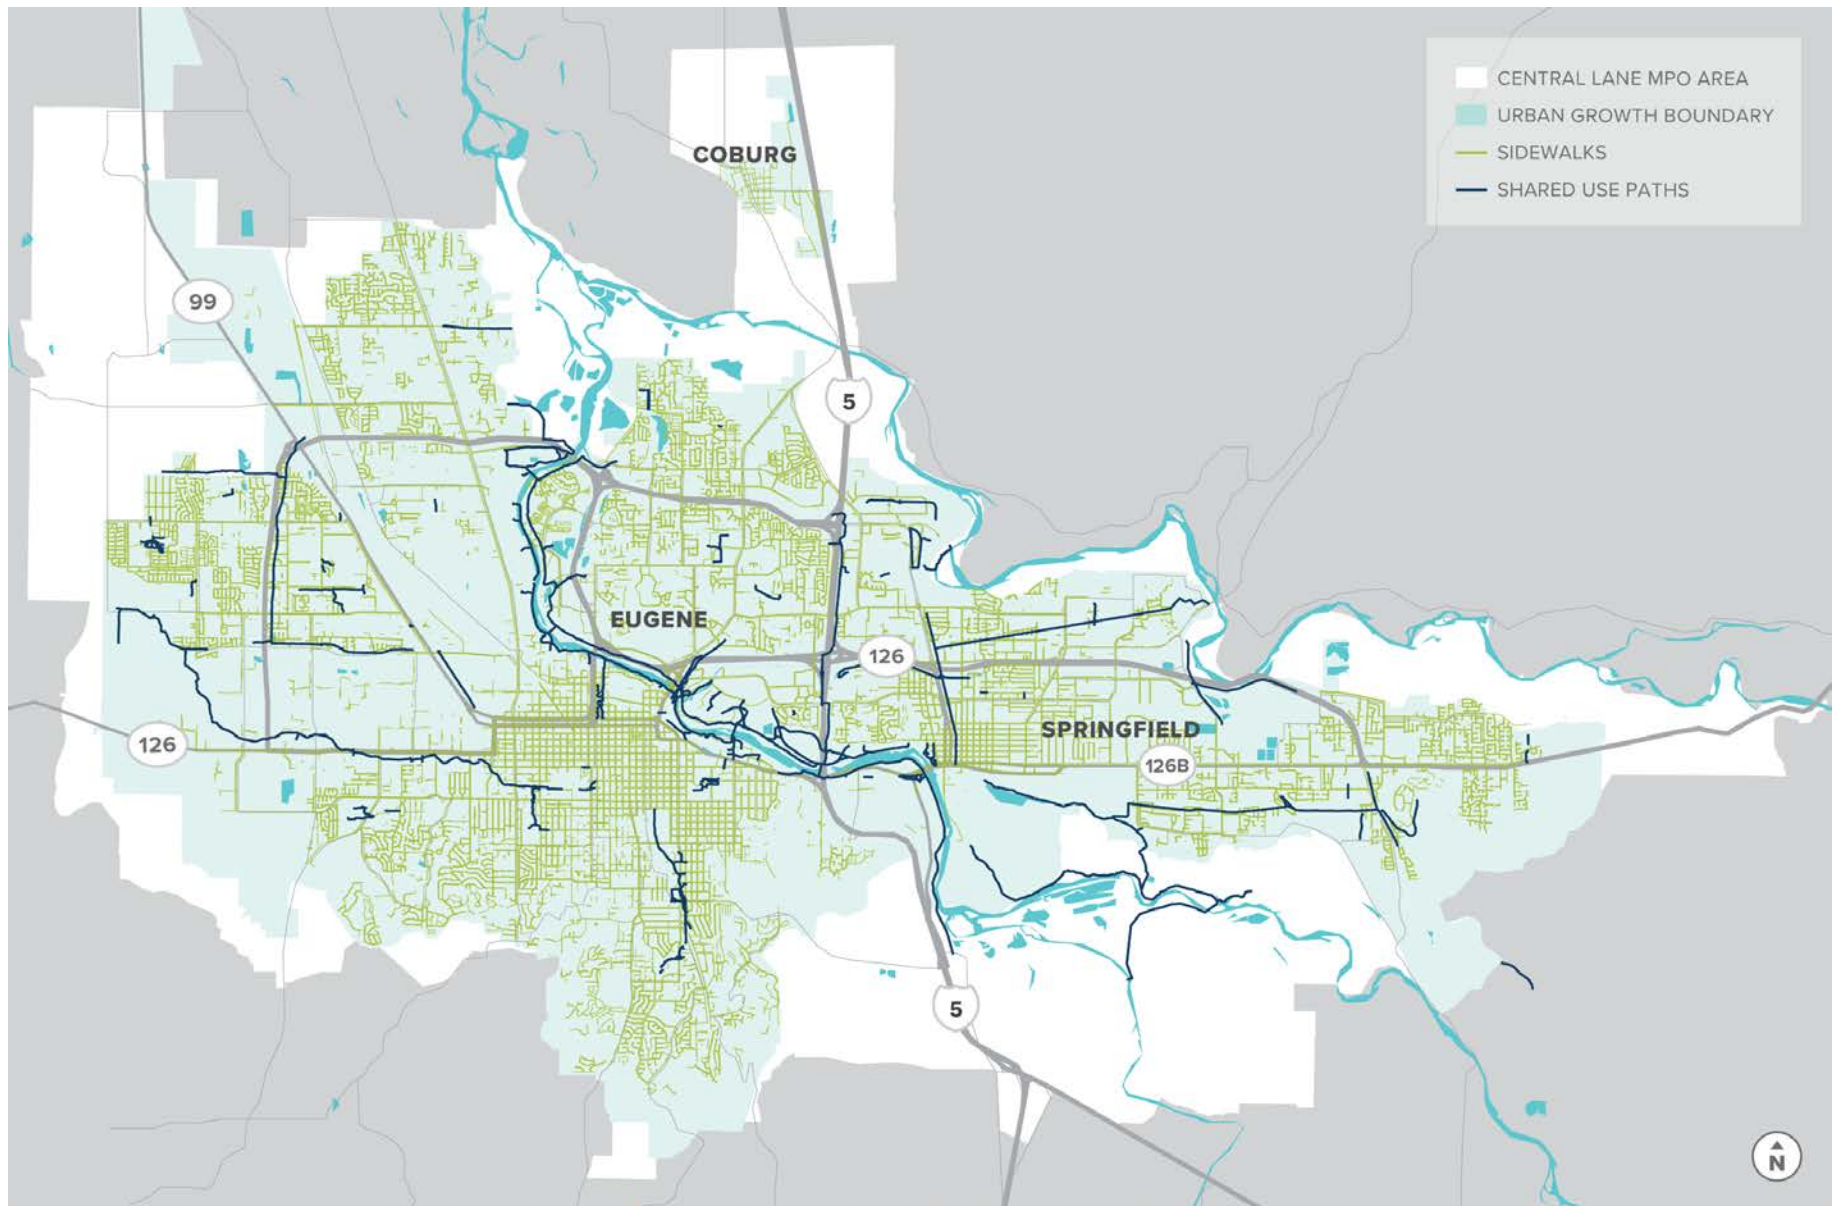 CENTRAL LANE MPO AREA
URBAN GROWTH BOUNDARY
SIDEWALKS
SHARED USE PATHS
COBURG
99
5
EUGENE
126
SPRINGFIELD
126
126B
5
N